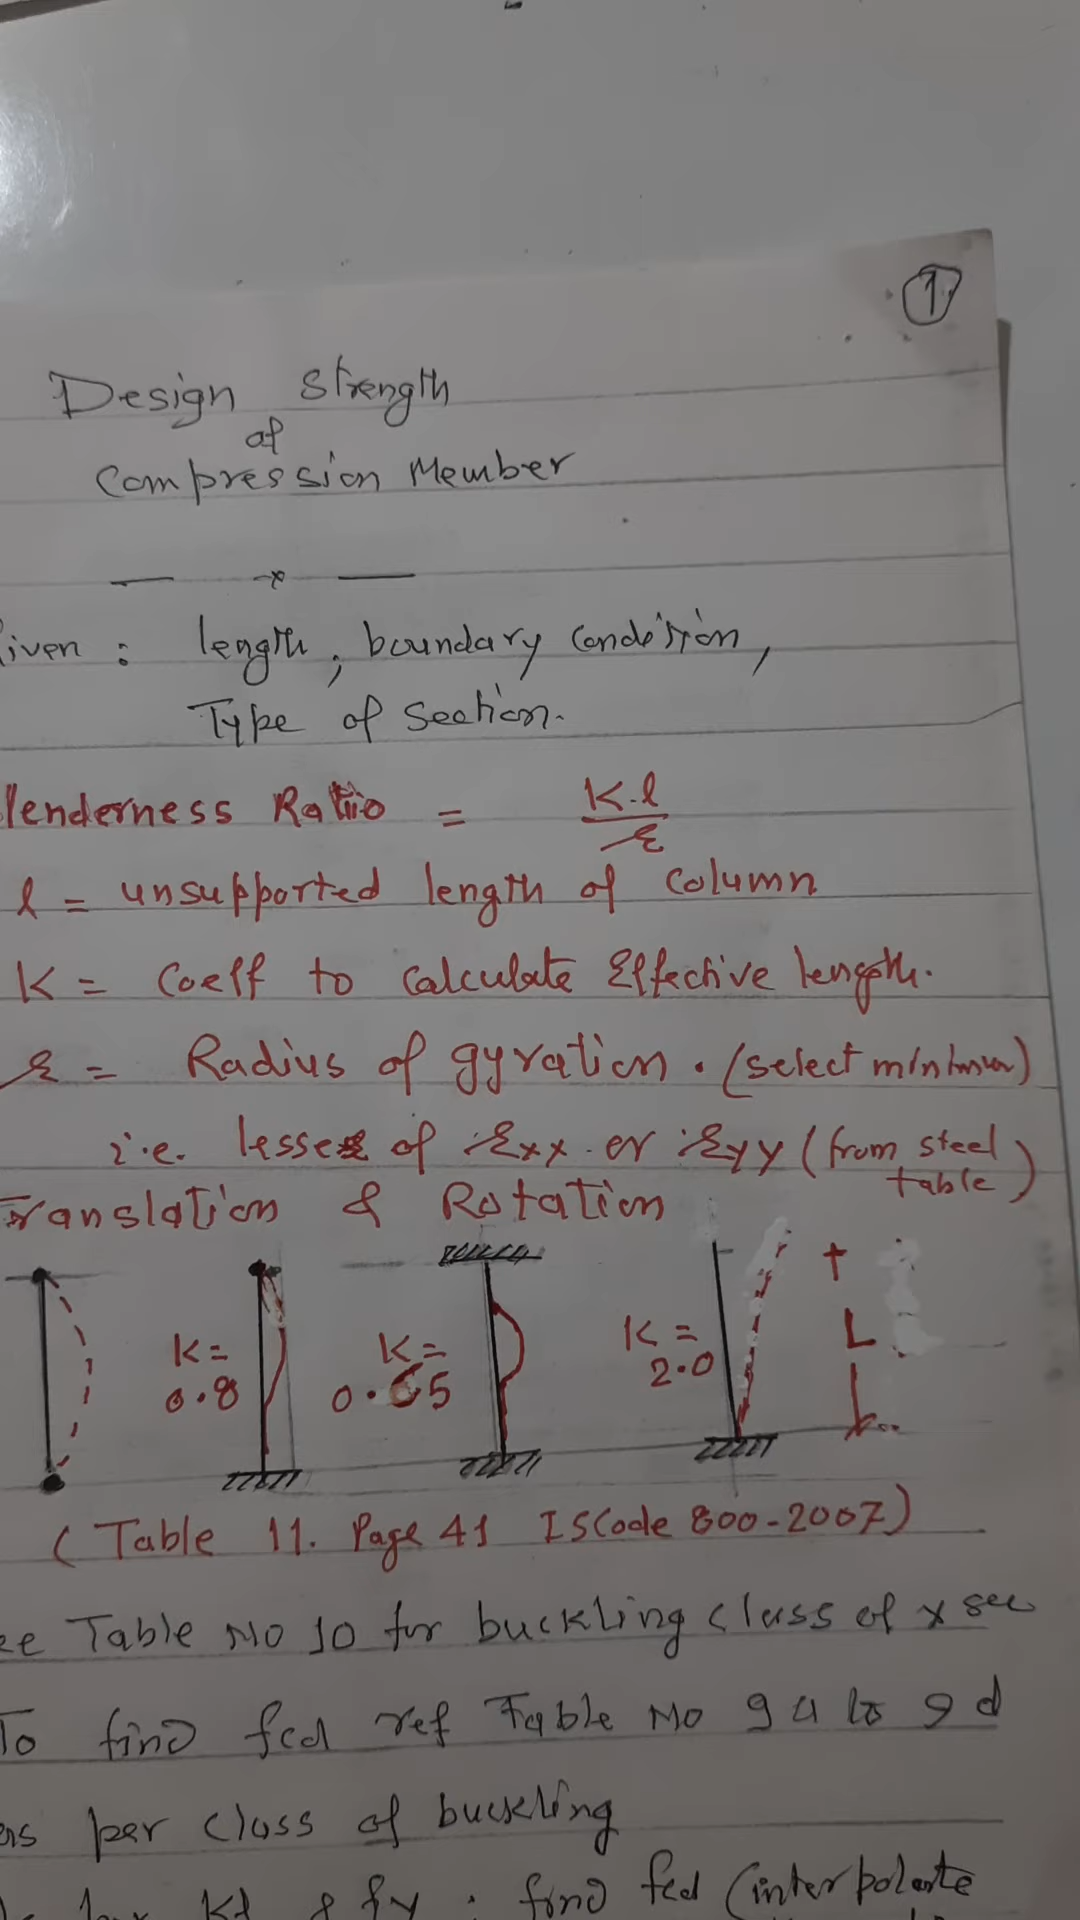 1
Design Strength
of
Compression Member
iven : length, boundary condition,
Type of Section.
lenderness Ratio = K.l / r
l = unsupported length of column
K = Coeff to calculate Effective length.
r = Radius of gyration. (select minimum)
i.e. lesser of rxx or ryy (from steel table)
ranslation & Rotation
K = 0.8 K = 0.65 K = 2.0
(Table 11. Page 41 IS Code 800-2007)
ee Table No 10 for buckling class of x sec
To find fcd ref Table No 9a to 9d
as per class of buckling
Kl & fy : find fcd (interpolate